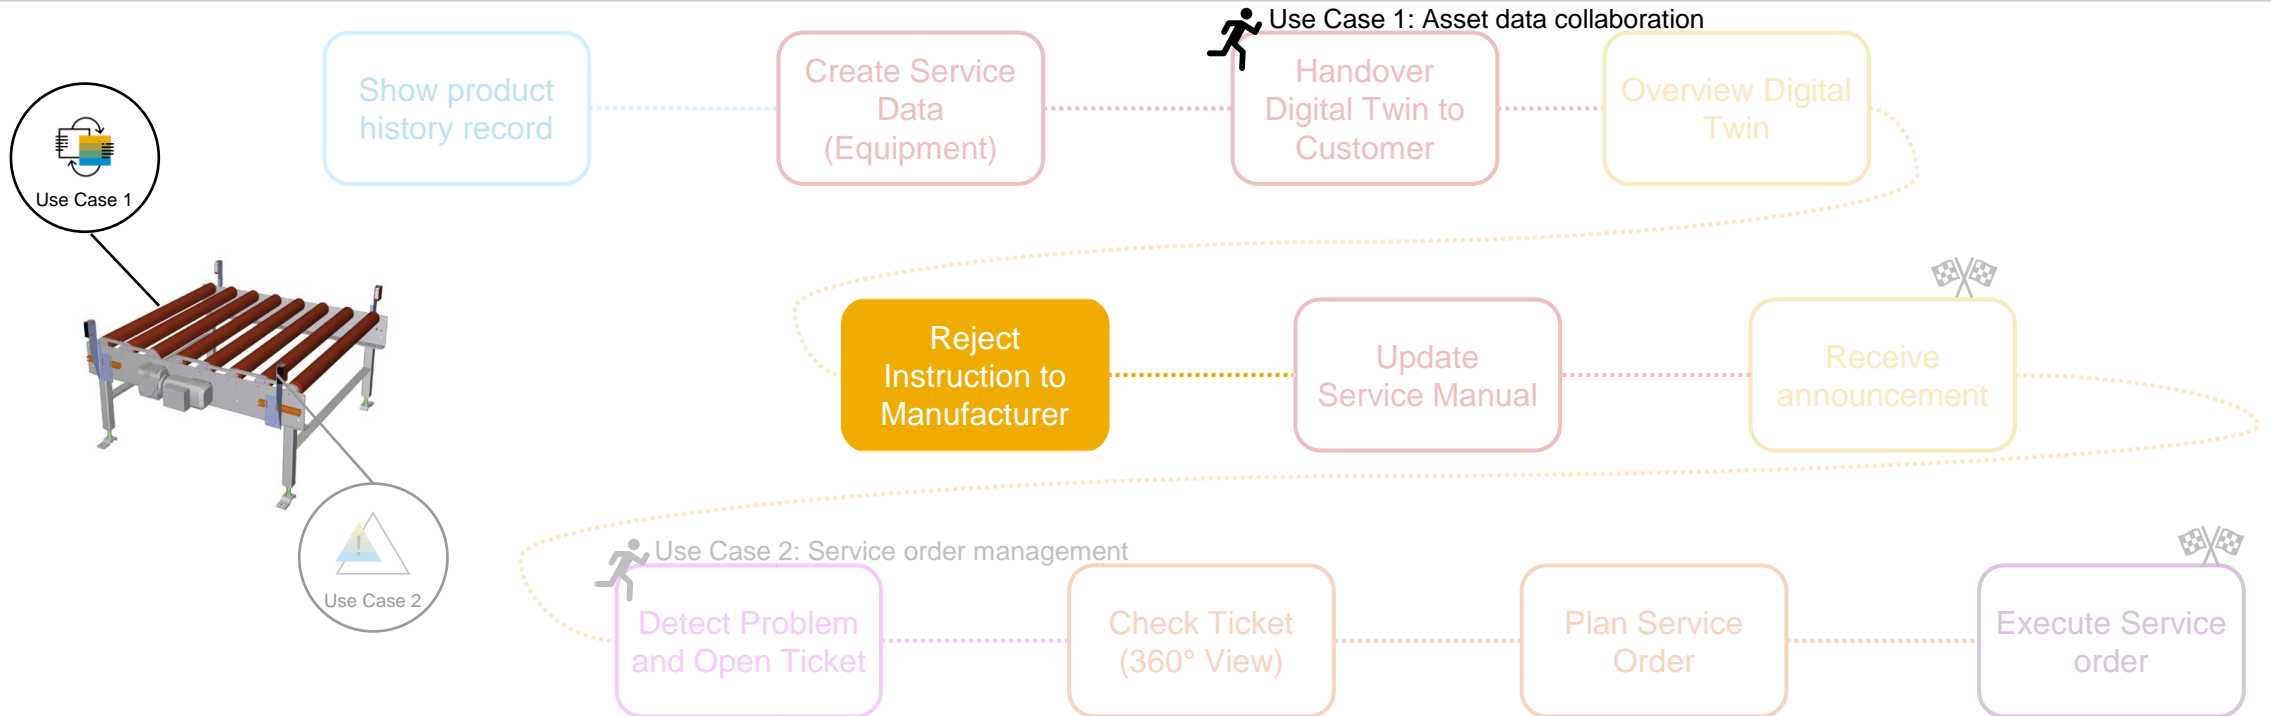 Use Case 1: Asset data collaboration
Show product
history record
Create Service
Data
(Equipment)
Handover
Digital Twin to
Customer
Overview Digital
Twin
Use Case 1
Reject
Instruction to
Manufacturer
Update
Service Manual
Receive
announcement
Use Case 2
Use Case 2: Service order management
Detect Problem
and Open Ticket
Check Ticket
(360° View)
Plan Service
Order
Execute Service
order